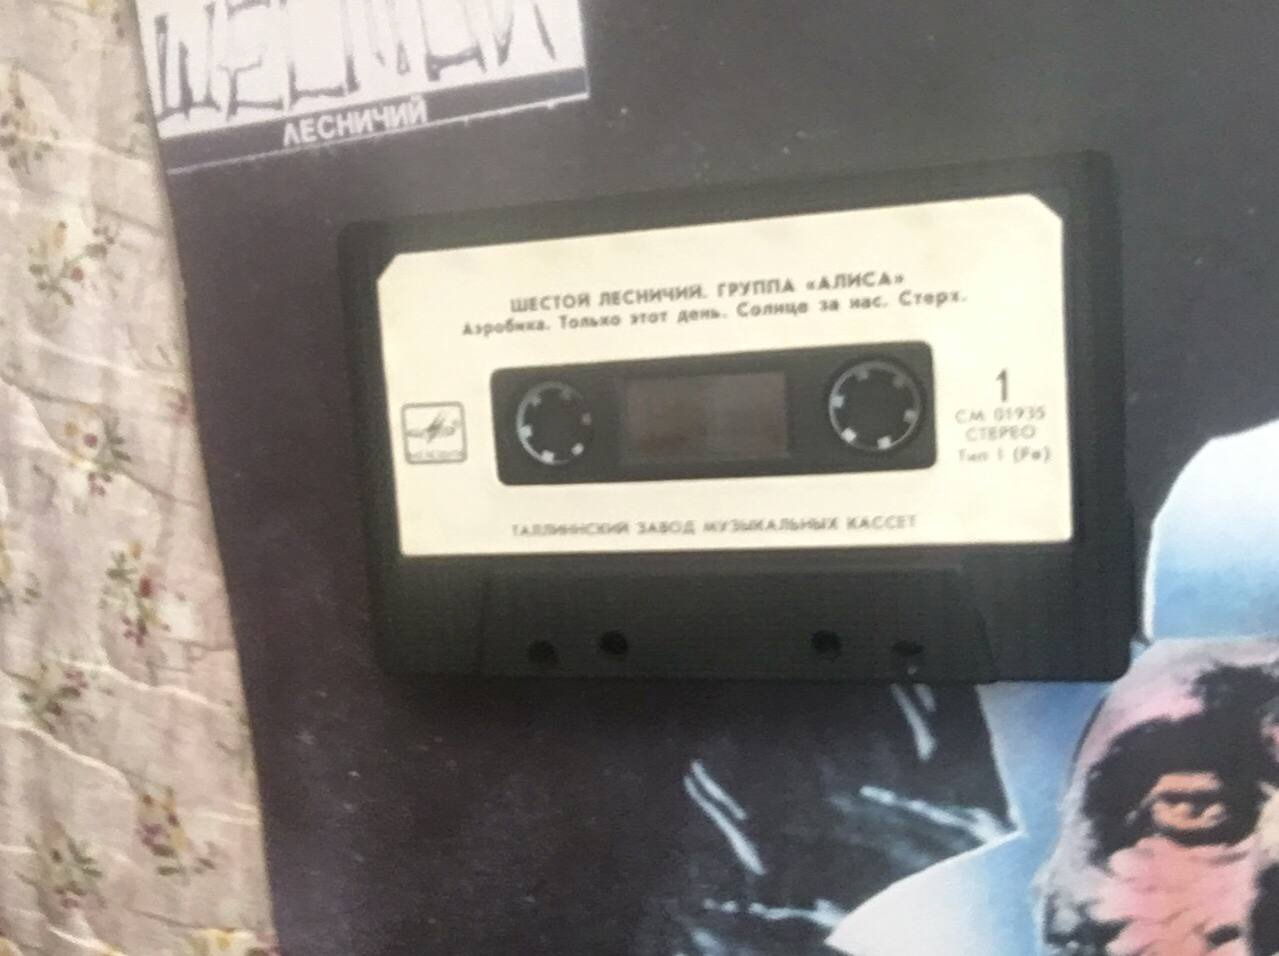 ЛЕСНИЧИЙ
ШЕСТОЙ ЛЕСНИЧИЙ. ГРУППА «АЛИСА»
Аэробика. Только этот день. Солнце за нас. Стерх.
1
СМ 01935
СТЕРЕО
Тип I (Fe)
ТАЛЛИННСКИЙ ЗАВОД МУЗЫКАЛЬНЫХ КАССЕТ